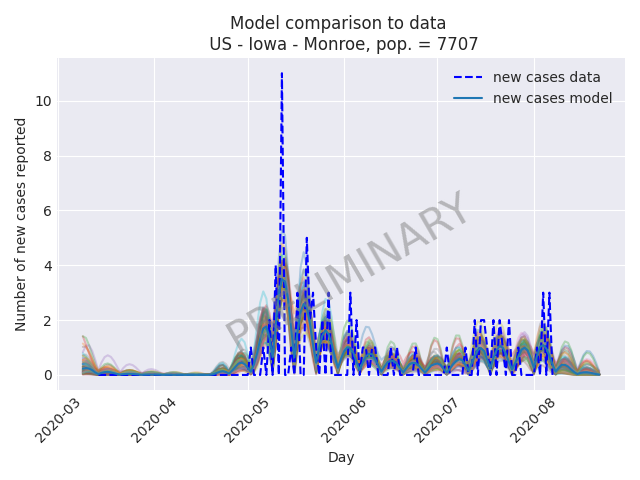 Model comparison to data
US - Iowa - Monroe, pop. = 7707
new cases data
new cases model
PRELIMINARY
Number of new cases reported
10
8
6
4
2
0
2020-03
2020-04
2020-05
2020-06
2020-07
2020-08
Day